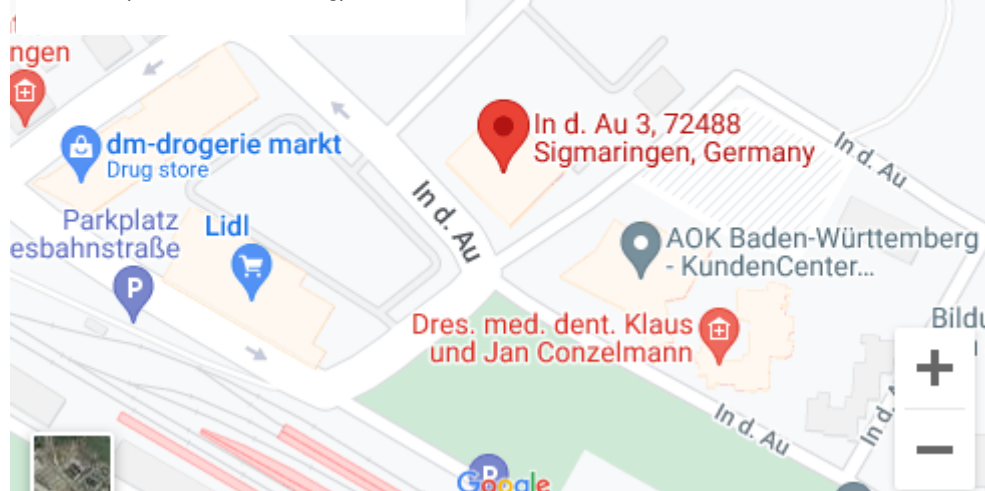 ngen
dm-drogerie markt
Drug store
In d. Au 3, 72488
Sigmaringen, Germany
In d. Au
In d. Au
Parkplatz
esbahnstraße
Lidl
P
AOK Baden-Württemberg
- KundenCenter...
Dres. med. dent. Klaus
und Jan Conzelmann
Bildu
In d. Au
In d. A
Google
P